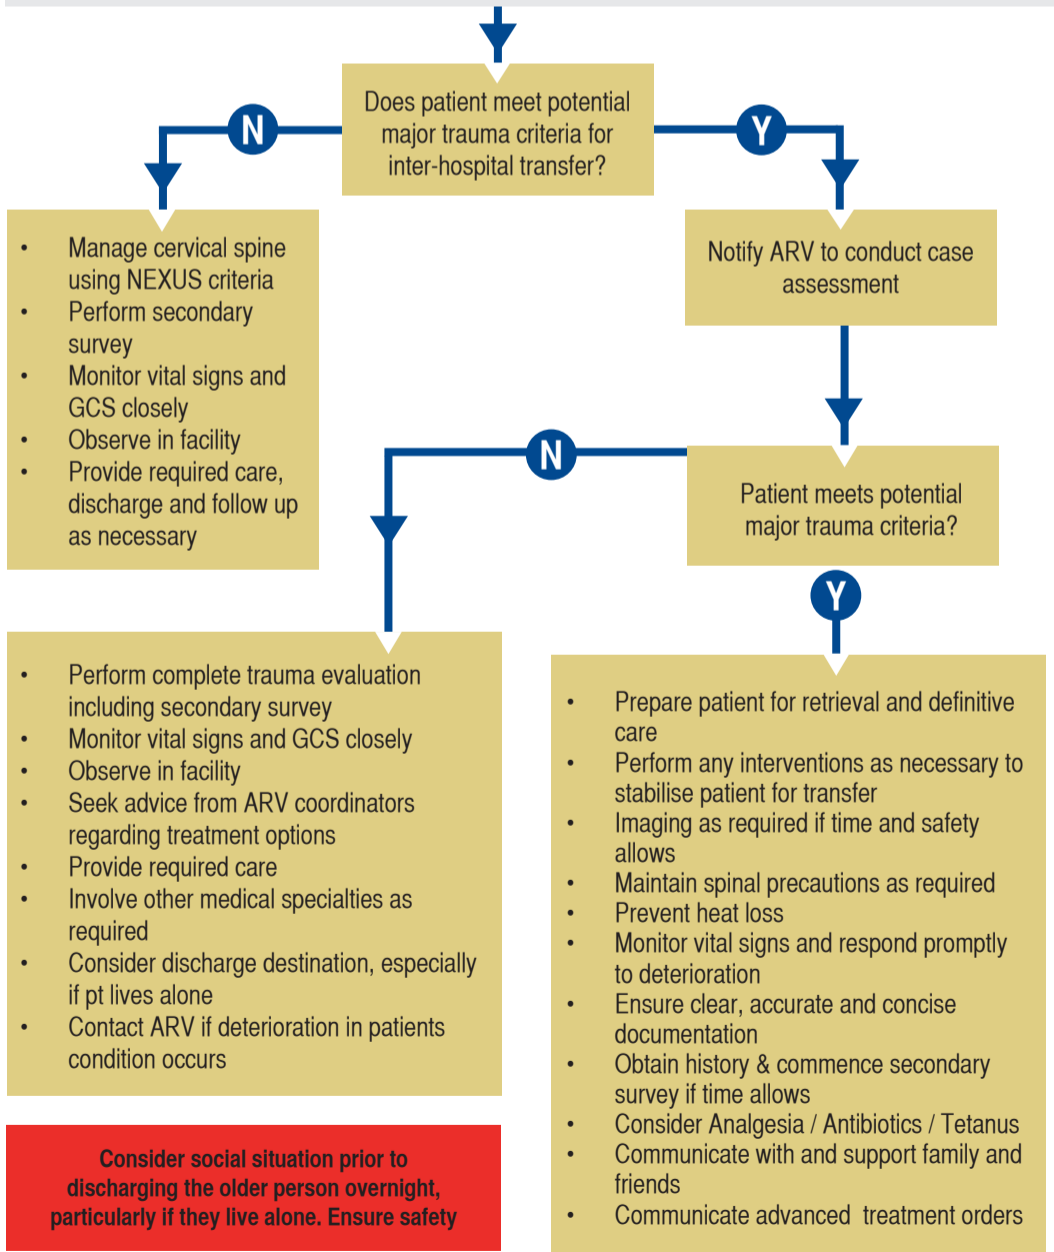 Does patient meet potential
major trauma criteria for
inter-hospital transfer?
N
Y
• Manage cervical spine
using NEXUS criteria
• Perform secondary
survey
• Monitor vital signs and
GCS closely
• Observe in facility
• Provide required care,
discharge and follow up
as necessary
Notify ARV to conduct case
assessment
N
Patient meets potential
major trauma criteria?
Y
• Perform complete trauma evaluation
including secondary survey
• Monitor vital signs and GCS closely
• Observe in facility
• Seek advice from ARV coordinators
regarding treatment options
• Provide required care
• Involve other medical specialties as
required
• Consider discharge destination, especially
if pt lives alone
• Contact ARV if deterioration in patients
condition occurs
• Prepare patient for retrieval and definitive
care
• Perform any interventions as necessary to
stabilise patient for transfer
• Imaging as required if time and safety
allows
• Maintain spinal precautions as required
• Prevent heat loss
• Monitor vital signs and respond promptly
to deterioration
• Ensure clear, accurate and concise
documentation
• Obtain history & commence secondary
survey if time allows
• Consider Analgesia / Antibiotics / Tetanus
• Communicate with and support family and
friends
• Communicate advanced treatment orders
Consider social situation prior to
discharging the older person overnight,
particularly if they live alone. Ensure safety